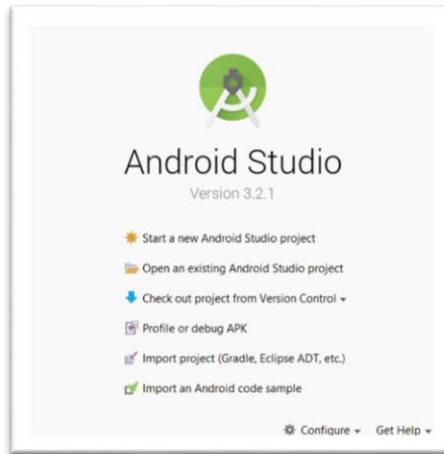 Android Studio
Version 3.2.1
Start a new Android Studio project
Open an existing Android Studio project
Check out project from Version Control
Profile or debug APK
Import project (Gradle, Eclipse ADT, etc.)
Import an Android code sample
Configure Get Help